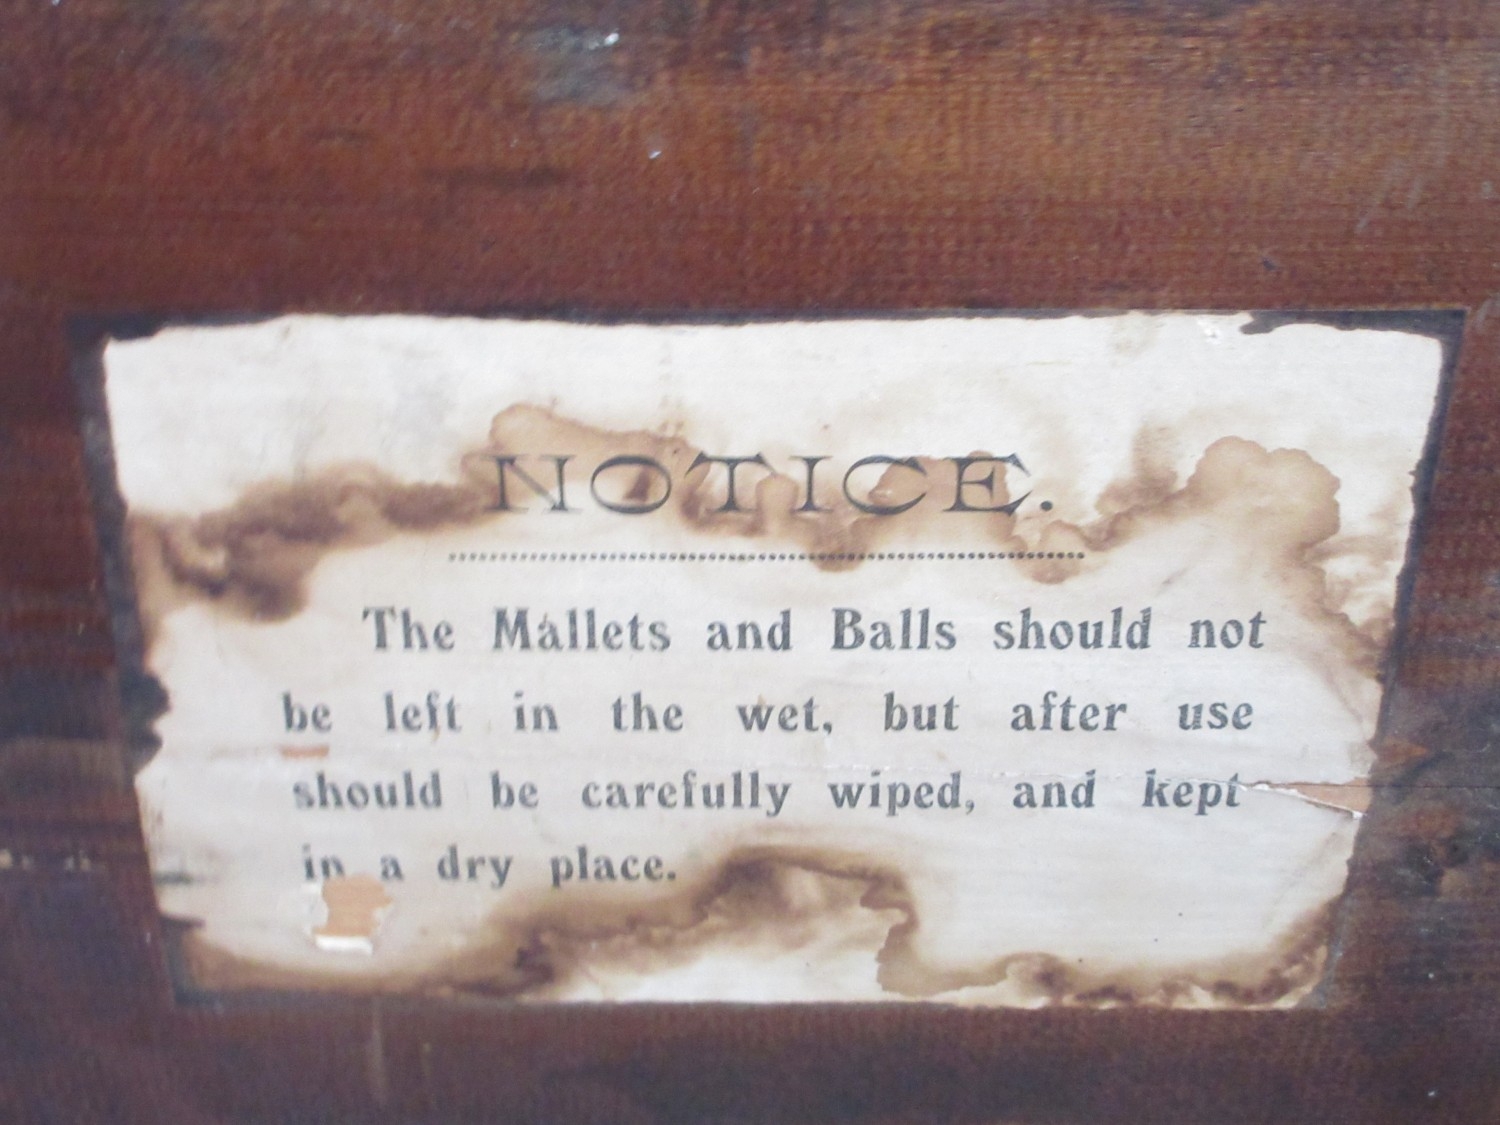 NOTICE.
The Mallets and Balls should not
be left in the wet, but after use
should be carefully wiped, and kept
in a dry place.